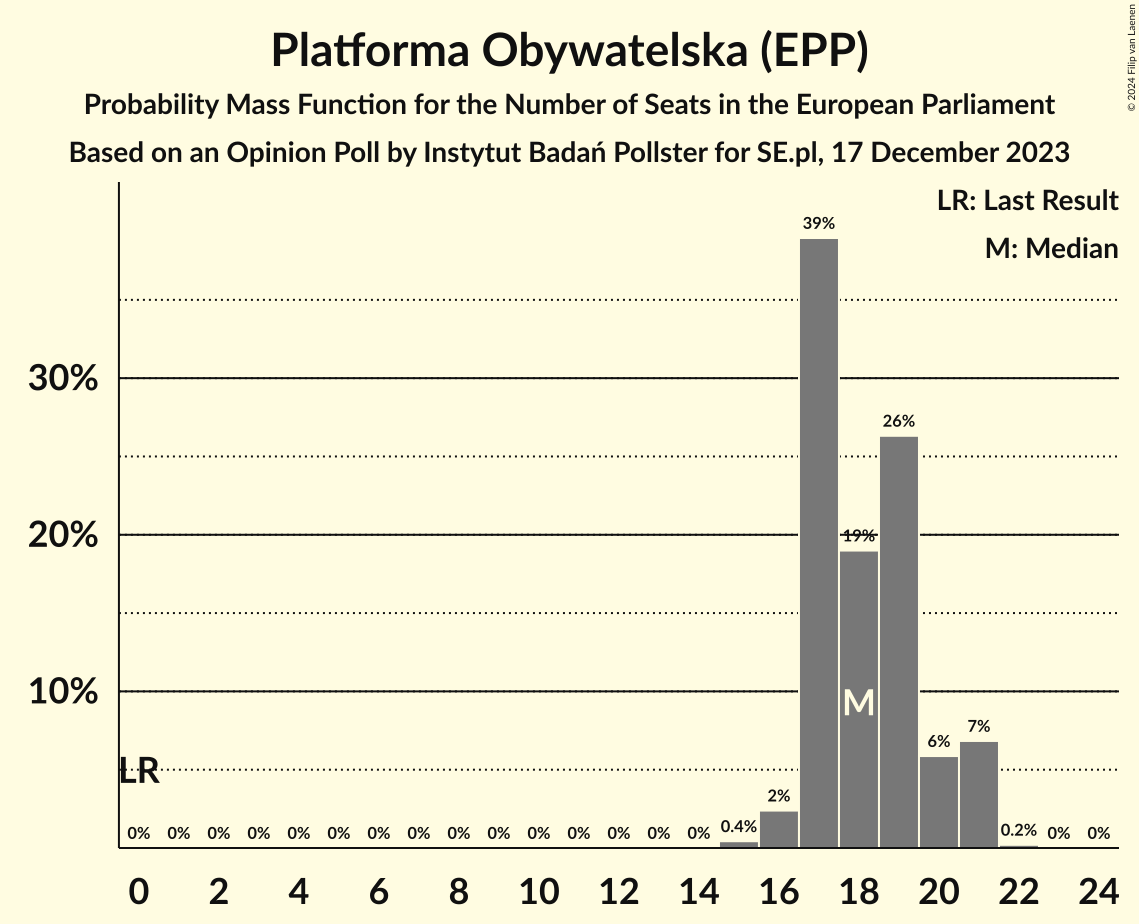 Platforma Obywatelska (EPP)
Probability Mass Function for the Number of Seats in the European Parliament
Based on an Opinion Poll by Instytut Badań Pollster for SE.pl, 17 December 2023
© 2024 Filip van Laenen
LR: Last Result
M: Median
39%
30%
26%
20%
19%
10%
M
7%
6%
LR
2%
0% 0% 0% 0% 0% 0% 0% 0% 0% 0% 0% 0% 0% 0% 0% 0.4% 0.2% 0% 0%
0 2 4 6 8 10 12 14 16 18 20 22 24